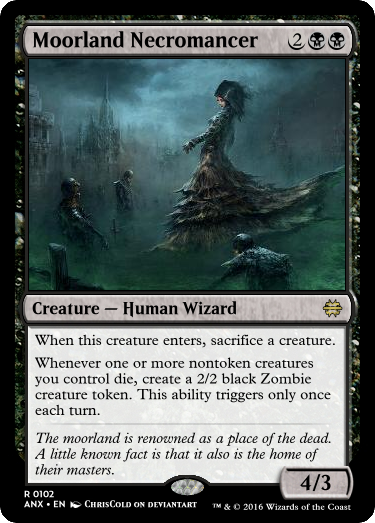 Moorland Necromancer 2
Creature — Human Wizard
When this creature enters, sacrifice a creature.
Whenever one or more nontoken creatures
you control die, create a 2/2 black Zombie
creature token. This ability triggers only once
each turn.
The moorland is renowned as a place of the dead.
A little known fact is that it also is the home of
their masters.
4/3
R 0102
ANX • EN ChrisCold on deviantart ™ & © 2016 Wizards of the Coast